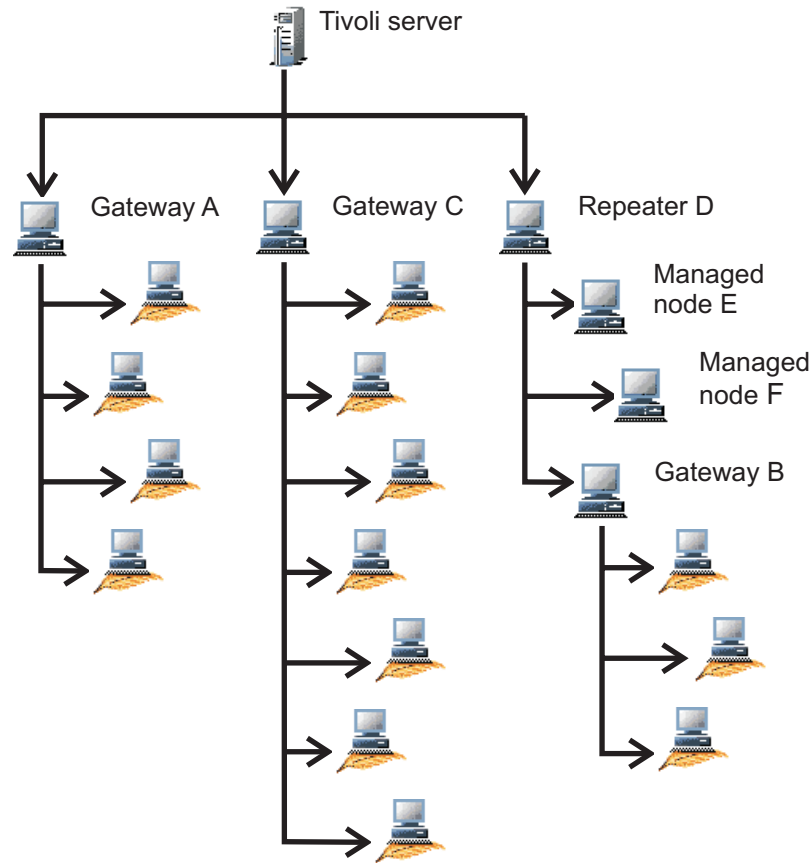 Tivoli server
Gateway A
Gateway C
Repeater D
Managed
node E
Managed
node F
Gateway B